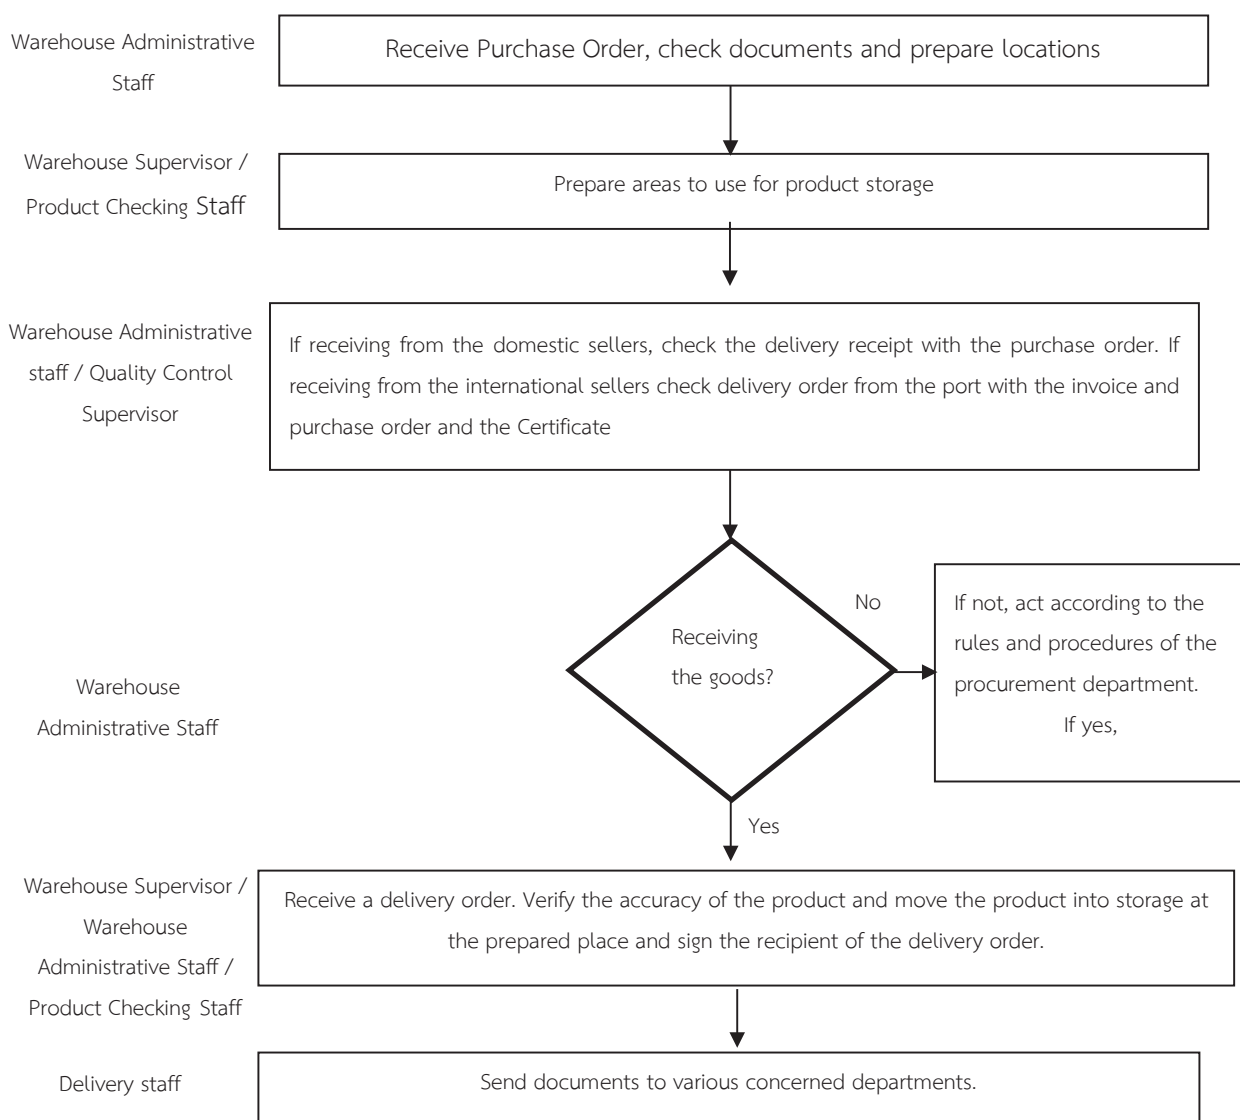 Warehouse Administrative
Staff
Receive Purchase Order, check documents and prepare locations
Warehouse Supervisor /
Product Checking Staff
Prepare areas to use for product storage
Warehouse Administrative
staff / Quality Control
Supervisor
If receiving from the domestic sellers, check the delivery receipt with the purchase order. If
receiving from the international sellers check delivery order from the port with the invoice and
purchase order and the Certificate
Warehouse
Administrative Staff
Receiving
the goods?
No
If not, act according to the
rules and procedures of the
procurement department.
If yes,
Yes
Warehouse Supervisor /
Warehouse
Administrative Staff /
Product Checking Staff
Receive a delivery order. Verify the accuracy of the product and move the product into storage at
the prepared place and sign the recipient of the delivery order.
Delivery staff
Send documents to various concerned departments.